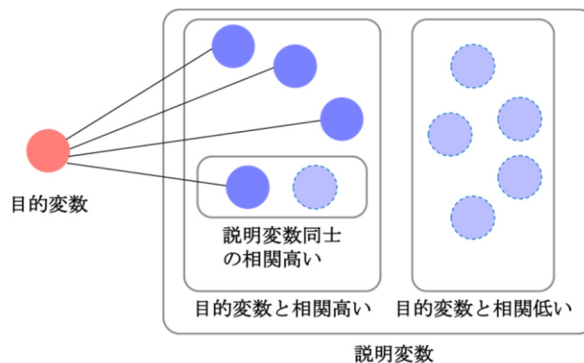 目的変数
説明変数同士
の相関高い
目的変数と相関高い
目的変数と相関低い
説明変数